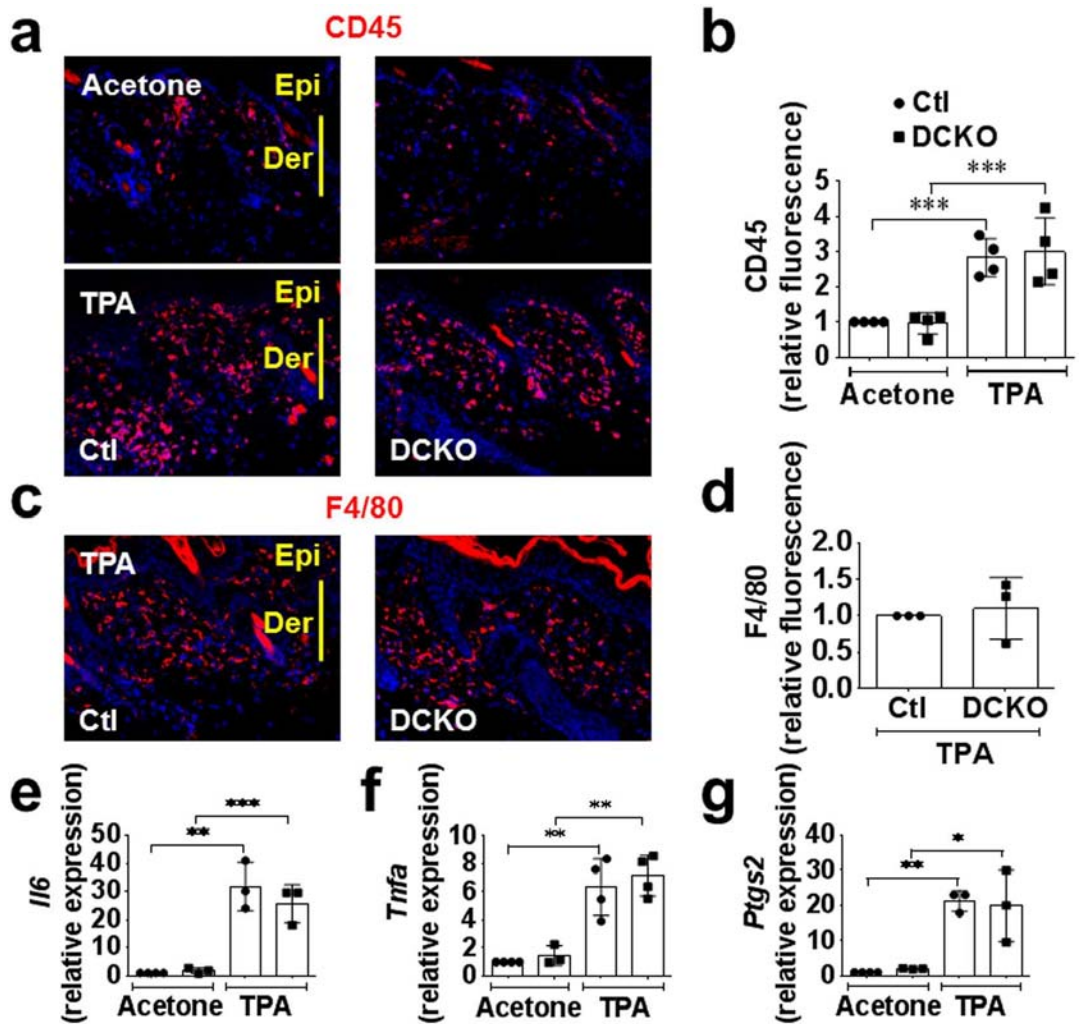 a
CD45
Acetone
Epi
Der
TPA
Epi
Der
Ctl
DCKO
b
Ctl
DCKO
CD45
(relative fluorescence)
5
4
3
2
1
0
***
***
Acetone
TPA
c
F4/80
TPA
Epi
Der
Ctl
DCKO
d
F4/80
(relative fluorescence)
2.0
1.5
1.0
0.5
0.0
Ctl DCKO
TPA
e
Il6
(relative expression)
50
40
30
20
10
0
**
***
Acetone TPA
f
Tnfa
(relative expression)
10
8
6
4
2
0
**
**
Acetone TPA
g
Ptgs2
(relative expression)
40
30
20
10
0
**
*
Acetone TPA